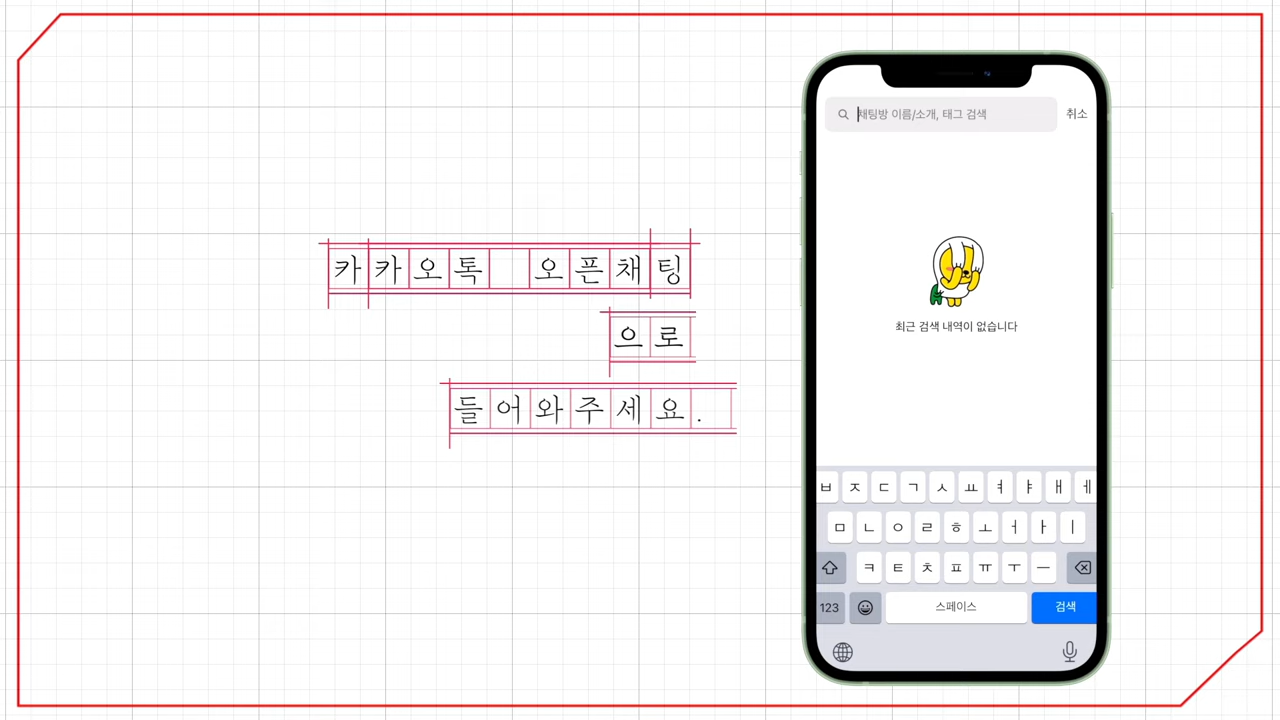 카카오톡 오픈채팅
으로
들어와주세요.
채팅방 이름/소개, 태그 검색 취소
최근 검색 내역이 없습니다
ㅂ ㅈ ㄷ ㄱ ㅅ ㅛ ㅕ ㅑ ㅐ ㅔ
ㅁ ㄴ ㅇ ㄹ ㅎ ㅗ ㅓ ㅏ ㅣ
ㅋ ㅌ ㅊ ㅍ ㅠ ㅜ ㅡ
123 스페이스 검색